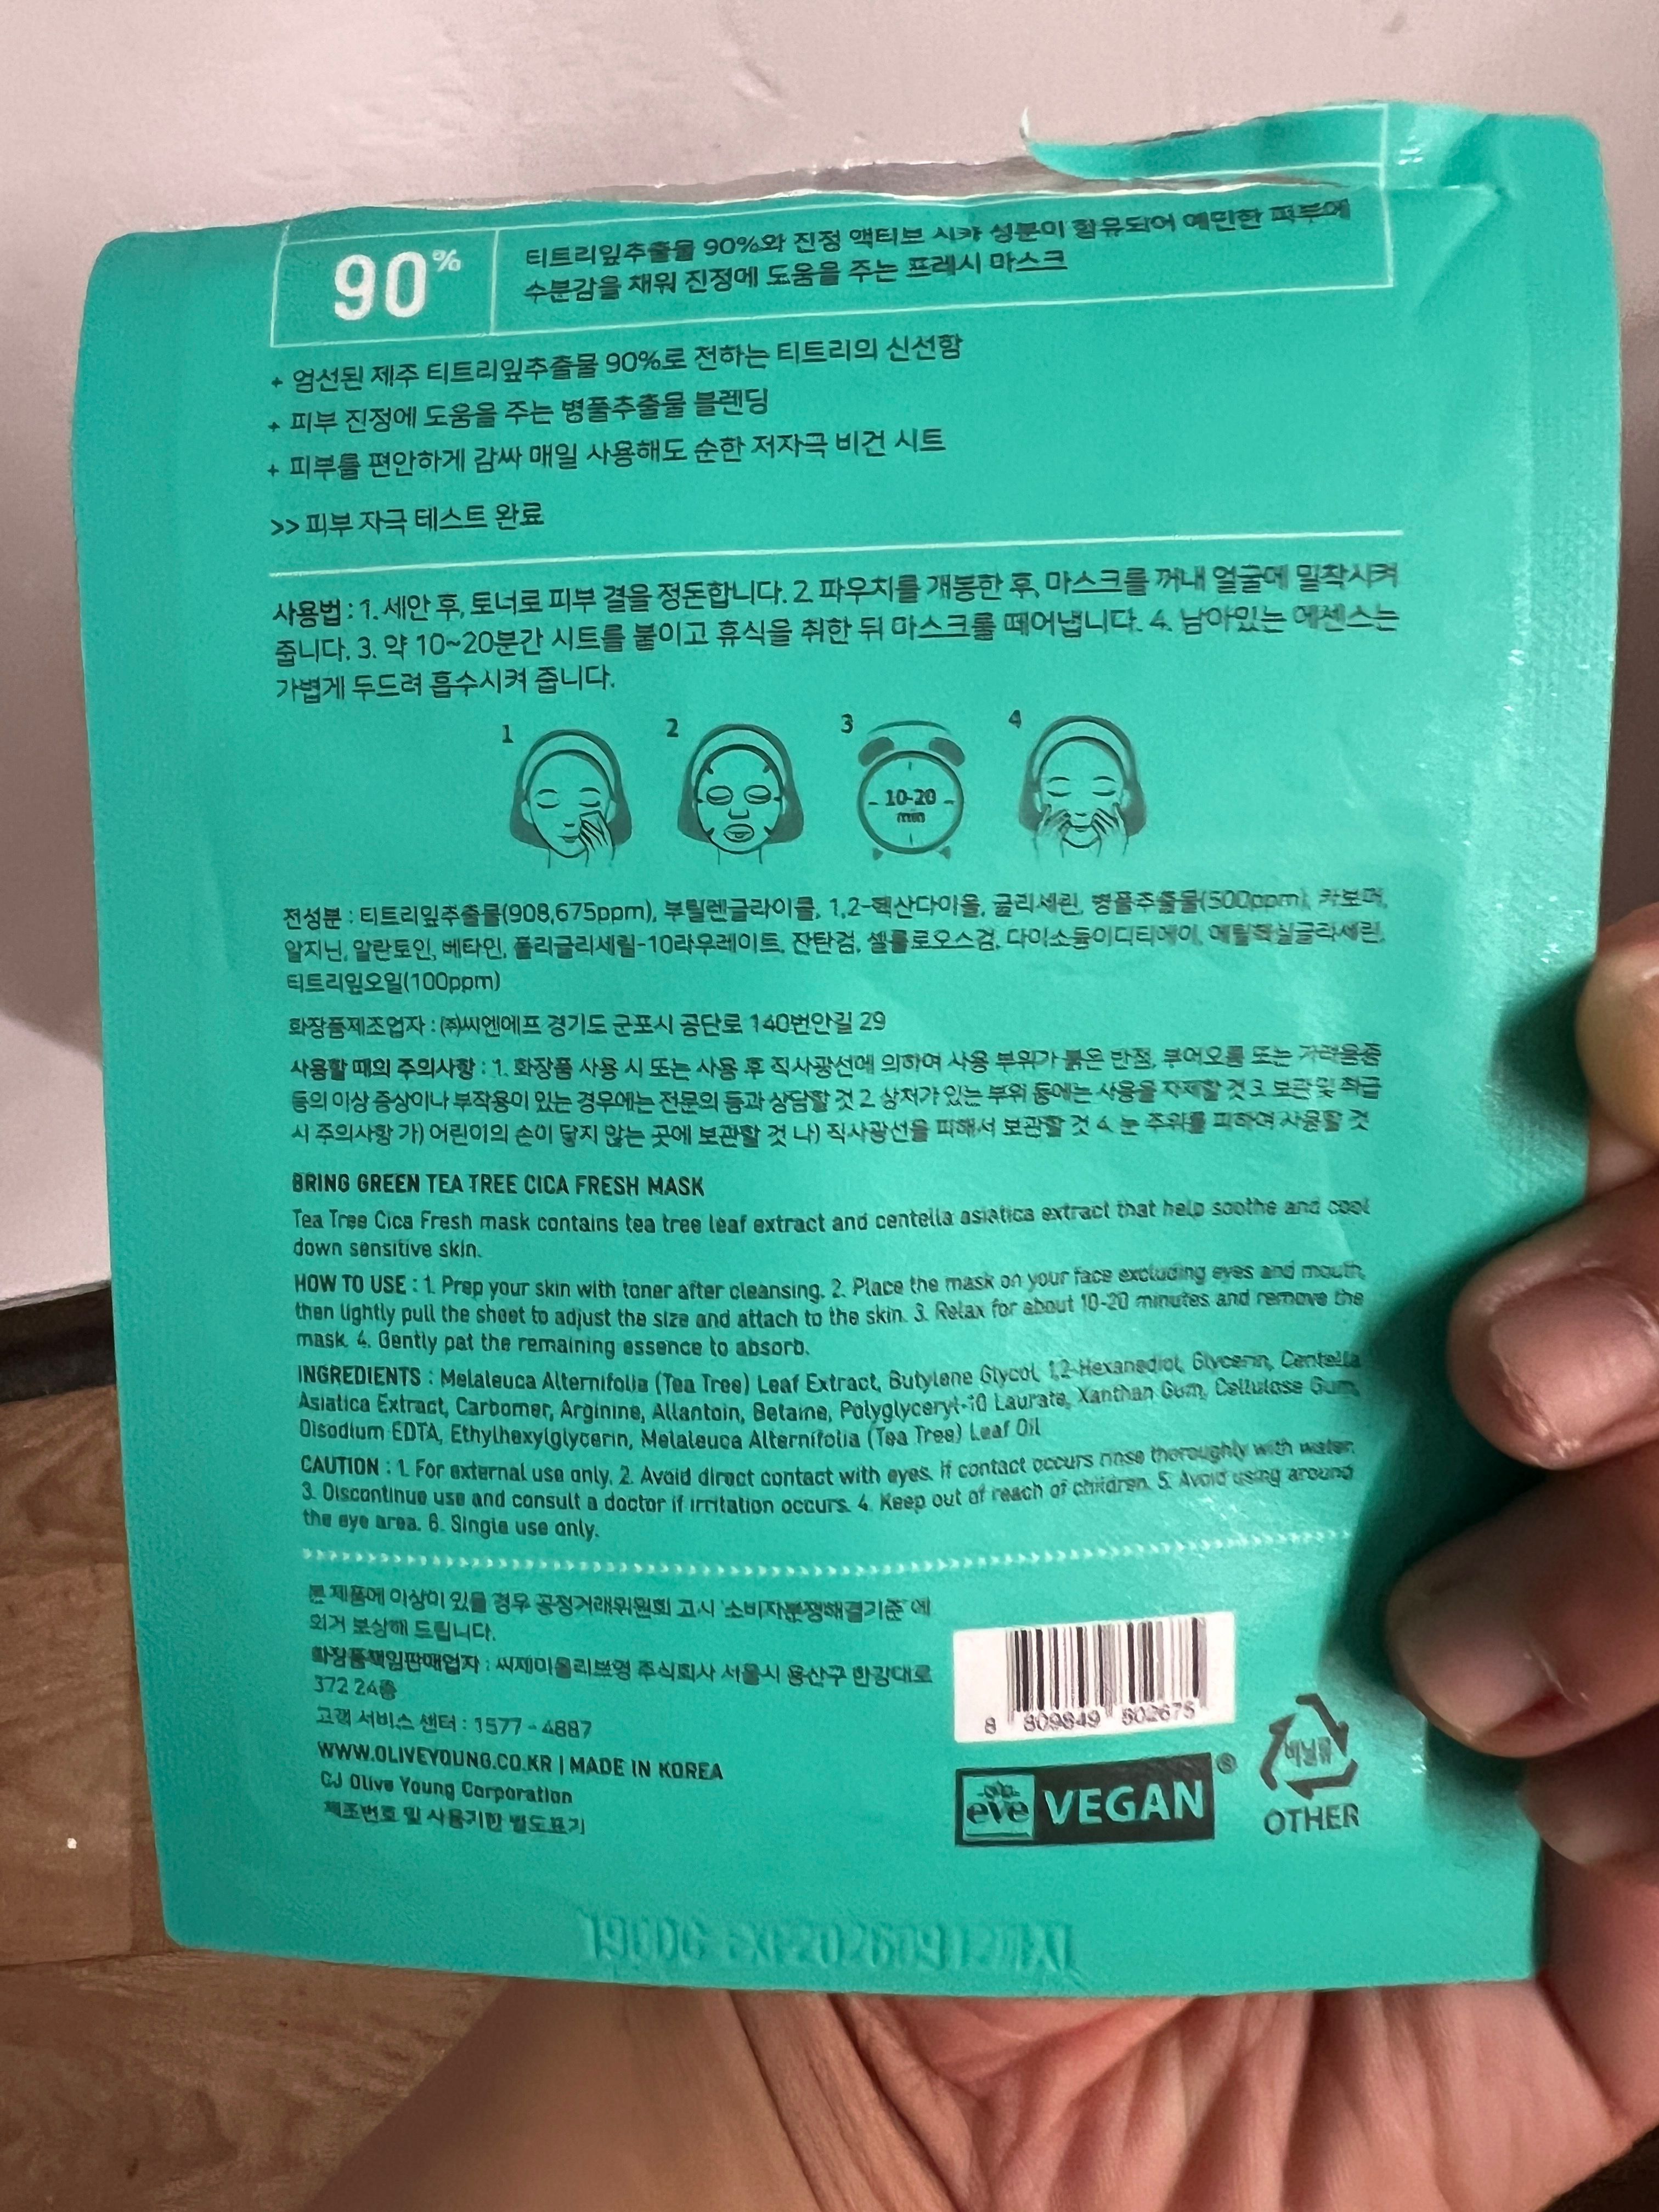 90%
티트리잎추출물 90%와 진정 액티브 시카 성분이 함유되어 예민한 피부에
수분감을 채워 진정에 도움을 주는 프레시 마스크
+ 엄선된 제주 티트리잎추출물 90%로 전하는 티트리의 신선함
+ 피부 진정에 도움을 주는 병풀추출물 블렌딩
+ 피부를 편안하게 감싸 매일 사용해도 순한 저자극 비건 시트
>> 피부 자극 테스트 완료
사용법 : 1. 세안 후, 토너로 피부 결을 정돈합니다. 2. 파우치를 개봉한 후, 마스크를 꺼내 얼굴에 밀착시켜
줍니다. 3. 약 10~20분간 시트를 붙이고 휴식을 취한 뒤 마스크를 떼어냅니다. 4. 남아있는 에센스는
가볍게 두드려 흡수시켜 줍니다.
1 2 3 4
10-20
min
전성분 : 티트리잎추출물(908,675ppm), 부틸렌글라이콜, 1,2-헥산다이올, 글리세린, 병풀추출물(500ppm), 카보머,
알지닌, 알란토인, 베타인, 폴리글리세릴-10라우레이트, 잔탄검, 셀룰로오스검, 다이소듐이디티에이, 에틸헥실글리세린,
티트리잎오일(100ppm)
화장품제조업자 : ㈜씨엔에프 경기도 군포시 공단로 140번안길 29
사용할 때의 주의사항 : 1. 화장품 사용 시 또는 사용 후 직사광선에 의하여 사용 부위가 붉은 반점, 부어오름 또는 가려움증
등의 이상 증상이나 부작용이 있는 경우에는 전문의 등과 상담할 것 2. 상처가 있는 부위 등에는 사용을 자제할 것 3. 보관 및 취급
시 주의사항 가) 어린이의 손이 닿지 않는 곳에 보관할 것 나) 직사광선을 피해서 보관할 것 4. 눈 주위를 피하여 사용할 것
BRING GREEN TEA TREE CICA FRESH MASK
Tea Tree Cica Fresh mask contains tea tree leaf extract and centella asiatica extract that help soothe and cool
down sensitive skin.
HOW TO USE : 1. Prep your skin with toner after cleansing. 2. Place the mask on your face excluding eyes and mouth,
then lightly pull the sheet to adjust the size and attach to the skin. 3. Relax for about 10-20 minutes and remove the
mask. 4. Gently pat the remaining essence to absorb.
INGREDIENTS : Melaleuca Alternifolia (Tea Tree) Leaf Extract, Butylene Glycol, 1,2-Hexanediol, Glycerin, Centella
Asiatica Extract, Carbomer, Arginine, Allantoin, Betaine, Polyglyceryl-10 Laurate, Xanthan Gum, Cellulose Gum,
Disodium EDTA, Ethylhexylglycerin, Melaleuca Alternifolia (Tea Tree) Leaf Oil
CAUTION : 1. For external use only. 2. Avoid direct contact with eyes. If contact occurs rinse thoroughly with water.
3. Discontinue use and consult a doctor if irritation occurs. 4. Keep out of reach of children. 5. Avoid using around
the eye area. 6. Single use only.
본 제품에 이상이 있을 경우 공정거래위원회 고시 '소비자분쟁해결기준'에
의거 보상해 드립니다.
화장품책임판매업자 : 씨제이올리브영 주식회사 서울시 용산구 한강대로
372 24층
고객 서비스 센터 : 1577 - 4887
WWW.OLIVEYOUNG.CO.KR | MADE IN KOREA
CJ Olive Young Corporation
제조번호 및 사용기한 별도표기
8 809849 502675
eve VEGAN ®
비닐류
OTHER